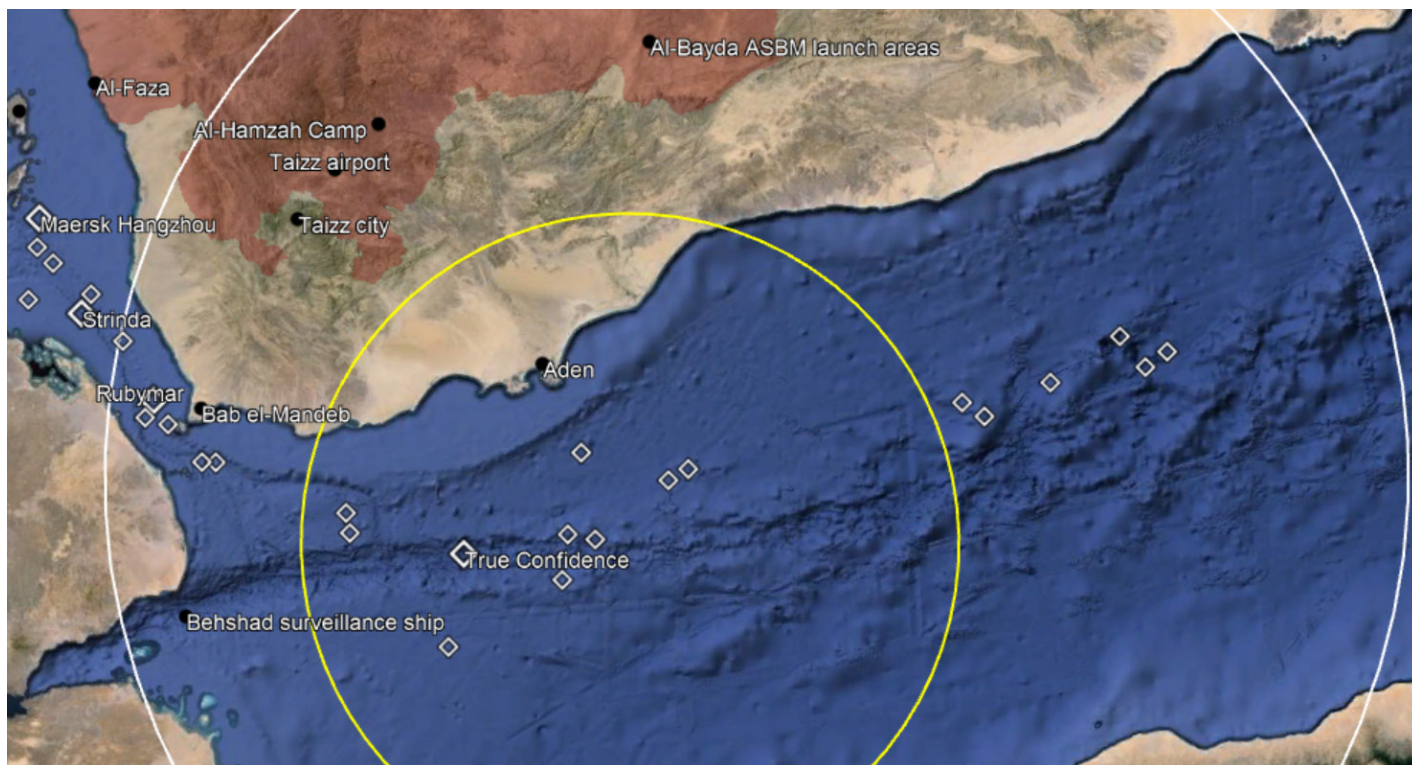 Al-Bayda ASBM launch areas
Al-Faza
Al-Hamzah Camp
Taizz airport
Maersk Hangzhou
Taizz city
Strinda
Aden
Rubymar
Bab el-Mandeb
True Confidence
Behshad surveillance ship